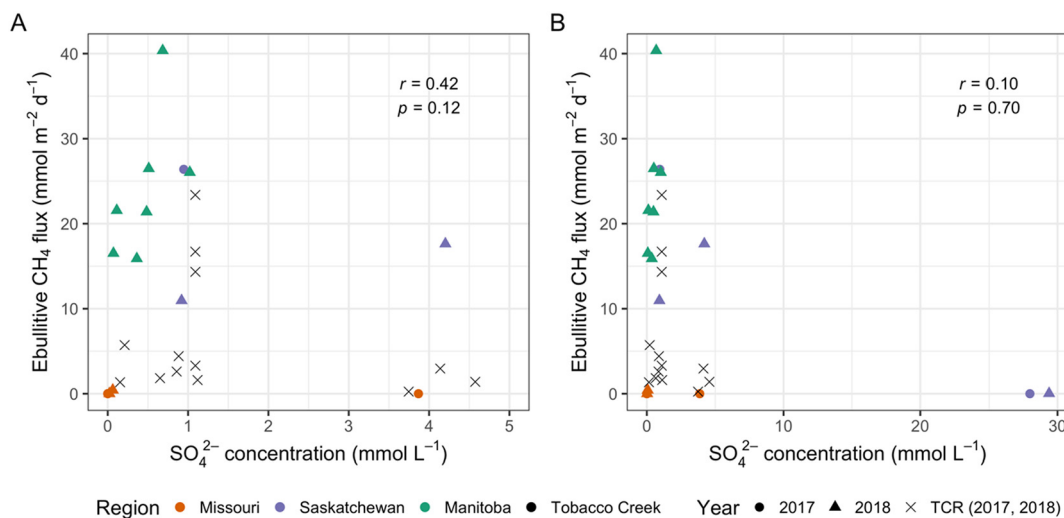 A
B
Ebullitive CH₄ flux (mmol m⁻² d⁻¹)
40
30
20
10
0
r = 0.42
p = 0.12
0 1 2 3 4 5
SO₄²⁻ concentration (mmol L⁻¹)
Ebullitive CH₄ flux (mmol m⁻² d⁻¹)
40
30
20
10
0
r = 0.10
p = 0.70
0 10 20 30
SO₄²⁻ concentration (mmol L⁻¹)
Region Missouri Saskatchewan Manitoba Tobacco Creek Year 2017 2018 TCR (2017, 2018)